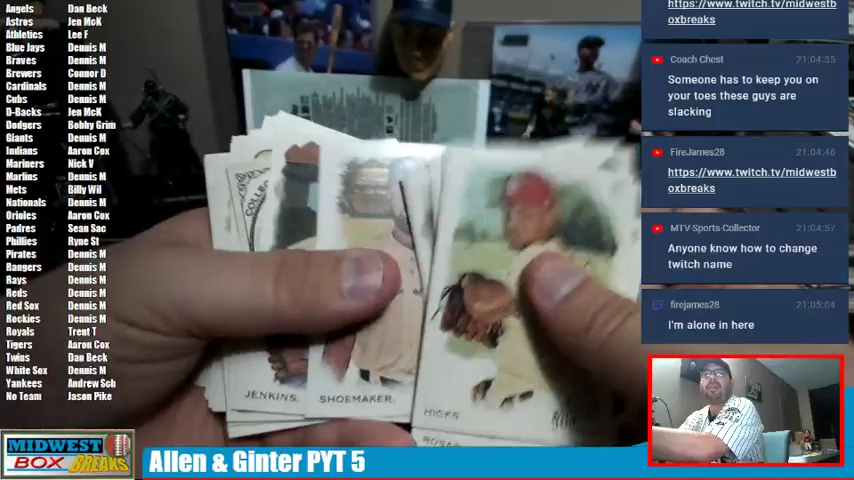 Angels Dan Beck
Astros Jen McK
Athletics Lee F
Blue Jays Dennis M
Braves Dennis M
Brewers Connor D
Cardinals Dennis M
Cubs Dennis M
D-Backs Jen McK
Dodgers Bobby Grim
Giants Dennis M
Indians Aaron Cox
Mariners Nick V
Marlins Dennis M
Mets Billy Wil
Nationals Dennis M
Orioles Aaron Cox
Padres Sean Sac
Phillies Ryne St
Pirates Dennis M
Rangers Dennis M
Rays Dennis M
Reds Dennis M
Red Sox Dennis M
Rockies Dennis M
Royals Trent T
Tigers Aaron Cox
Twins Dan Beck
White Sox Dennis M
Yankees Andrew Sch
No Team Jason Pike
JENKINS.
SHOEMAKER.
HICKS
https://www.twitch.tv/midwestb
oxbreaks
Coach Chest 21:04:35
Someone has to keep you on
your toes these guys are
slacking
FireJames28 21:04:46
https://www.twitch.tv/midwestb
oxbreaks
MTV-Sports Collector 21:04:57
Anyone know how to change
twitch name
firejames28 21:05:04
I'm alone in here
MIDWEST
BOX BREAKS
Allen & Ginter PYT 5